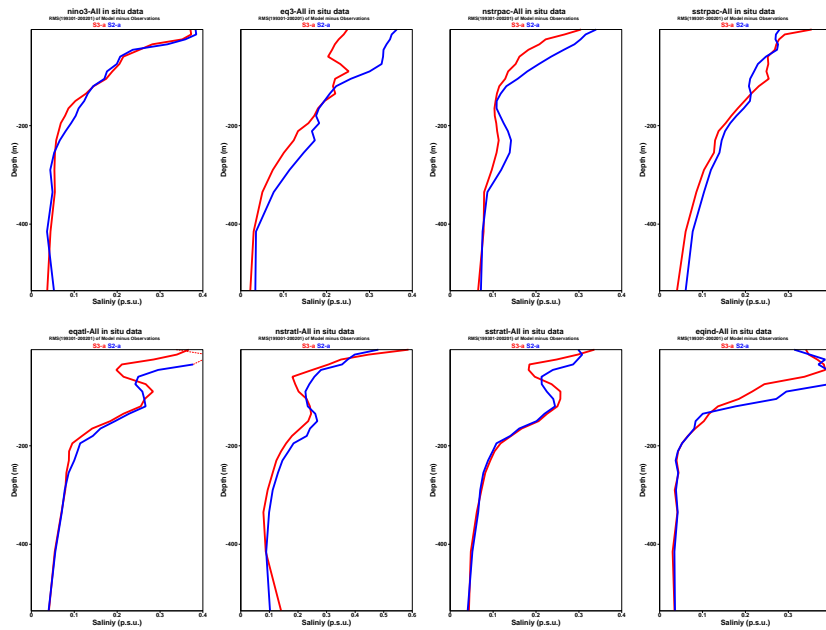 nino3-All in situ data
RMS(199301-200201) of Model minus Observations
S3-a S2-a
Depth (m)
-200
-400
0 0.1 0.2 0.3 0.4
Saliniy (p.s.u.)
eq3-All in situ data
RMS(199301-200201) of Model minus Observations
S3-a S2-a
Depth (m)
-200
-400
0 0.1 0.2 0.3 0.4 0.5 0.6
Saliniy (p.s.u.)
nstrpac-All in situ data
RMS(199301-200201) of Model minus Observations
S3-a S2-a
Depth (m)
-200
-400
0 0.1 0.2 0.3 0.4
Saliniy (p.s.u.)
sstrpac-All in situ data
RMS(199301-200201) of Model minus Observations
S3-a S2-a
Depth (m)
-200
-400
0 0.1 0.2 0.3
Saliniy (p.s.u.)
eqatl-All in situ data
RMS(199301-200201) of Model minus Observations
S3-a S2-a
Depth (m)
-200
-400
0 0.1 0.2 0.3 0.4
Saliniy (p.s.u.)
nstratl-All in situ data
RMS(199301-200201) of Model minus Observations
S3-a S2-a
Depth (m)
-200
-400
0 0.1 0.2 0.3 0.4 0.5 0.6
Saliniy (p.s.u.)
sstratl-All in situ data
RMS(199301-200201) of Model minus Observations
S3-a S2-a
Depth (m)
-200
-400
0 0.1 0.2 0.3 0.4
Saliniy (p.s.u.)
eqind-All in situ data
RMS(199301-200201) of Model minus Observations
S3-a S2-a
Depth (m)
-200
-400
0 0.1 0.2 0.3
Saliniy (p.s.u.)